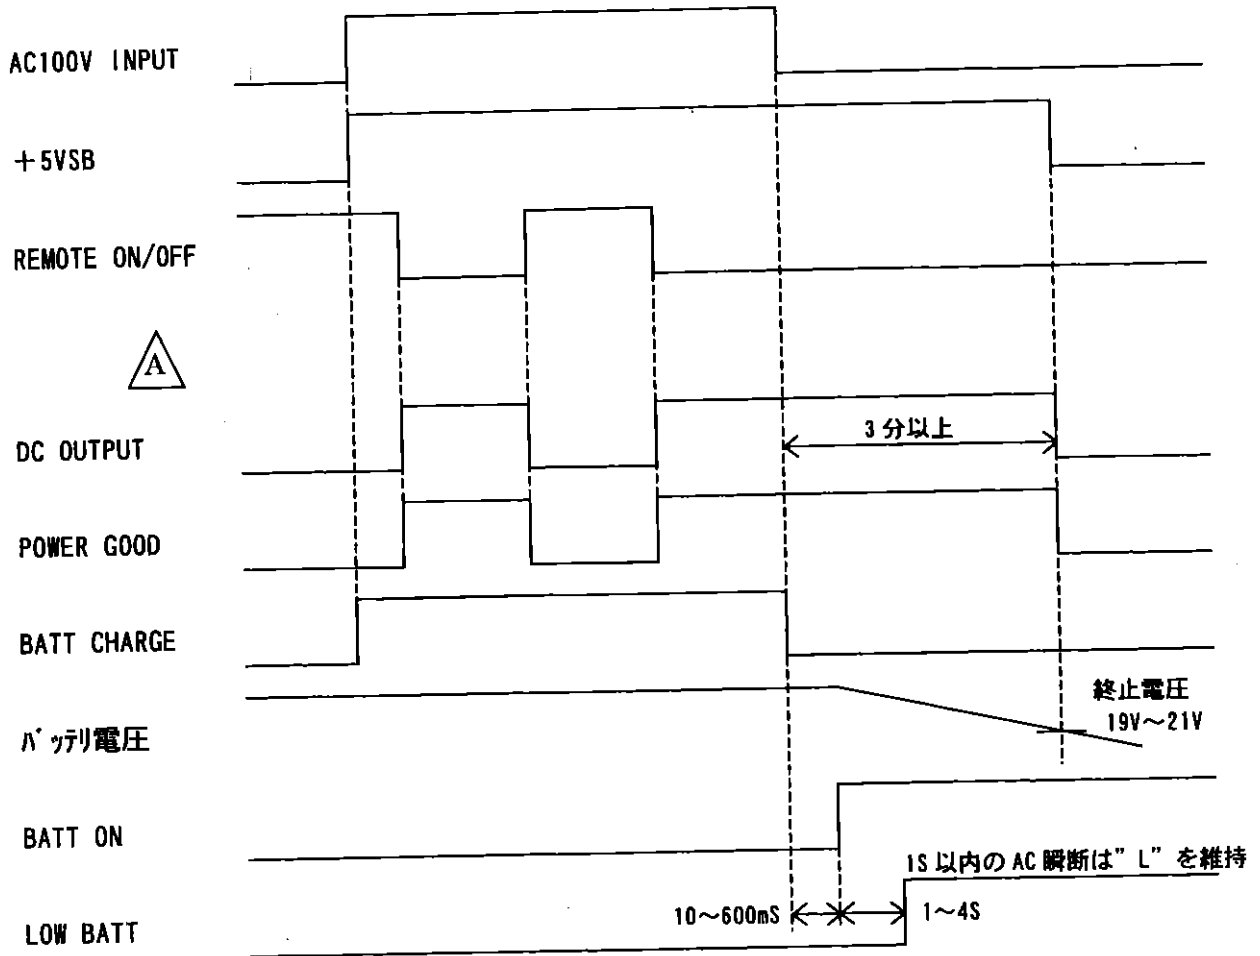 AC100V INPUT
+5VSB
REMOTE ON/OFF
A
DC OUTPUT
3分以上
POWER GOOD
BATT CHARGE
バッテリ電圧
終止電圧
19V～21V
BATT ON
1S以内のAC瞬断は"L"を維持
10～600mS
1～4S
LOW BATT